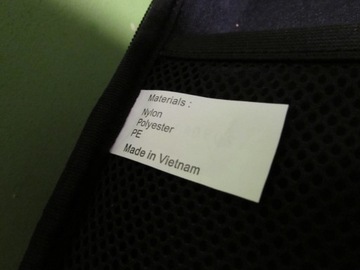 Materials :
Nylon
Polyester
PE
Made in Vietnam